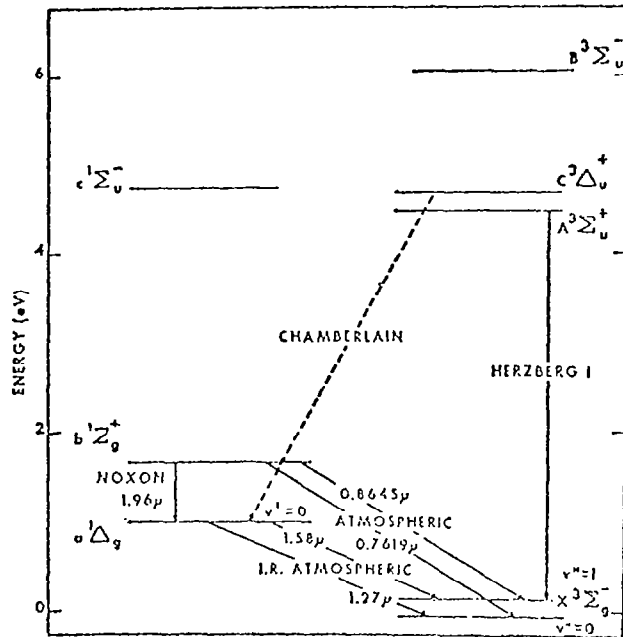 B³Σᵤ⁻
6
c¹Σᵤ⁻
C³Δᵤ⁺
A³Σᵤ⁺
4
ENERGY (eV)
CHAMBERLAIN
HERZBERG I
2
b¹Σg⁺
NOXON
1.96μ
0.8645μ
v'=0
ATMOSPHERIC
a¹Δg
1.58μ
0.7619μ
I.R. ATMOSPHERIC
v"=1
1.27μ
X³Σg⁻
0
v"=0